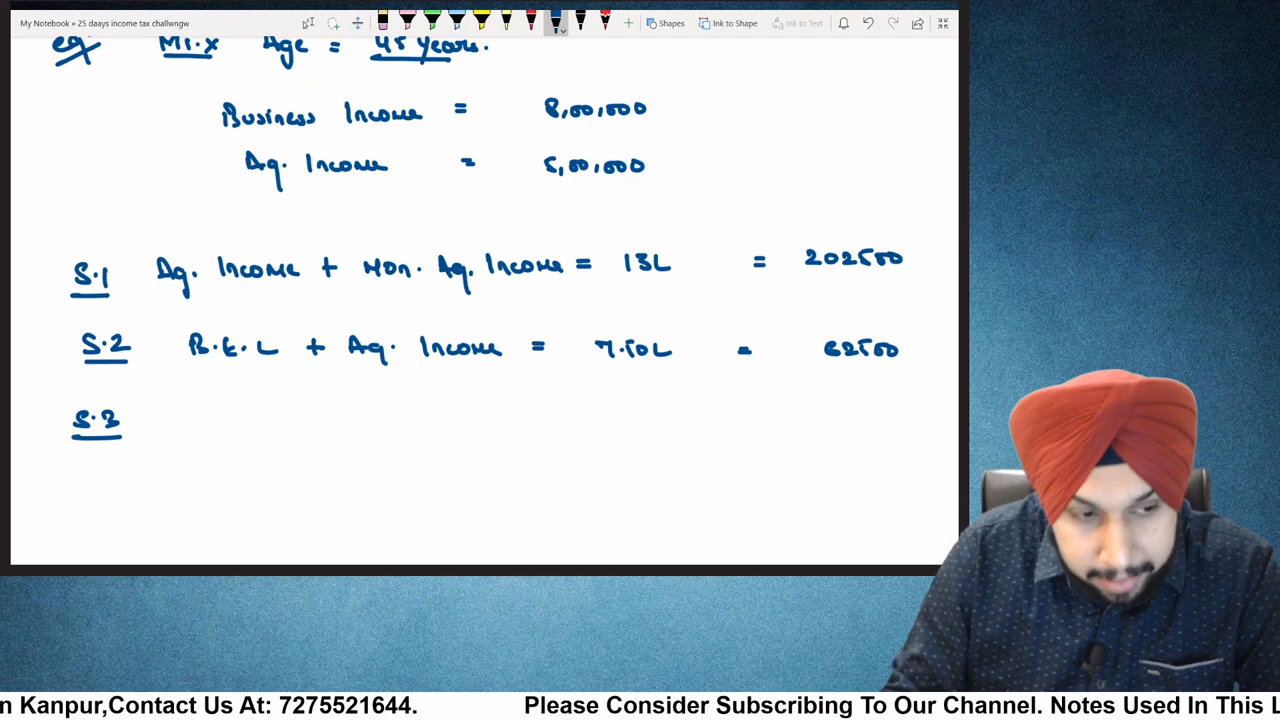 My Notebook » 25 daays income tax challwngw
Shapes
Ink to Shape
Ink to Text
eg Mr.X Age = 45 years.
Business Income = 8,00,000
Ag. Income = 5,00,000
S.1 Ag. Income + Non. Ag. Income = 13L = 202500
S.2 B.E.L + Ag. Income = 7.50L = 62500
S.3
n Kanpur,Contact Us At: 7275521644. Please Consider Subscribing To Our Channel. Notes Used In This L